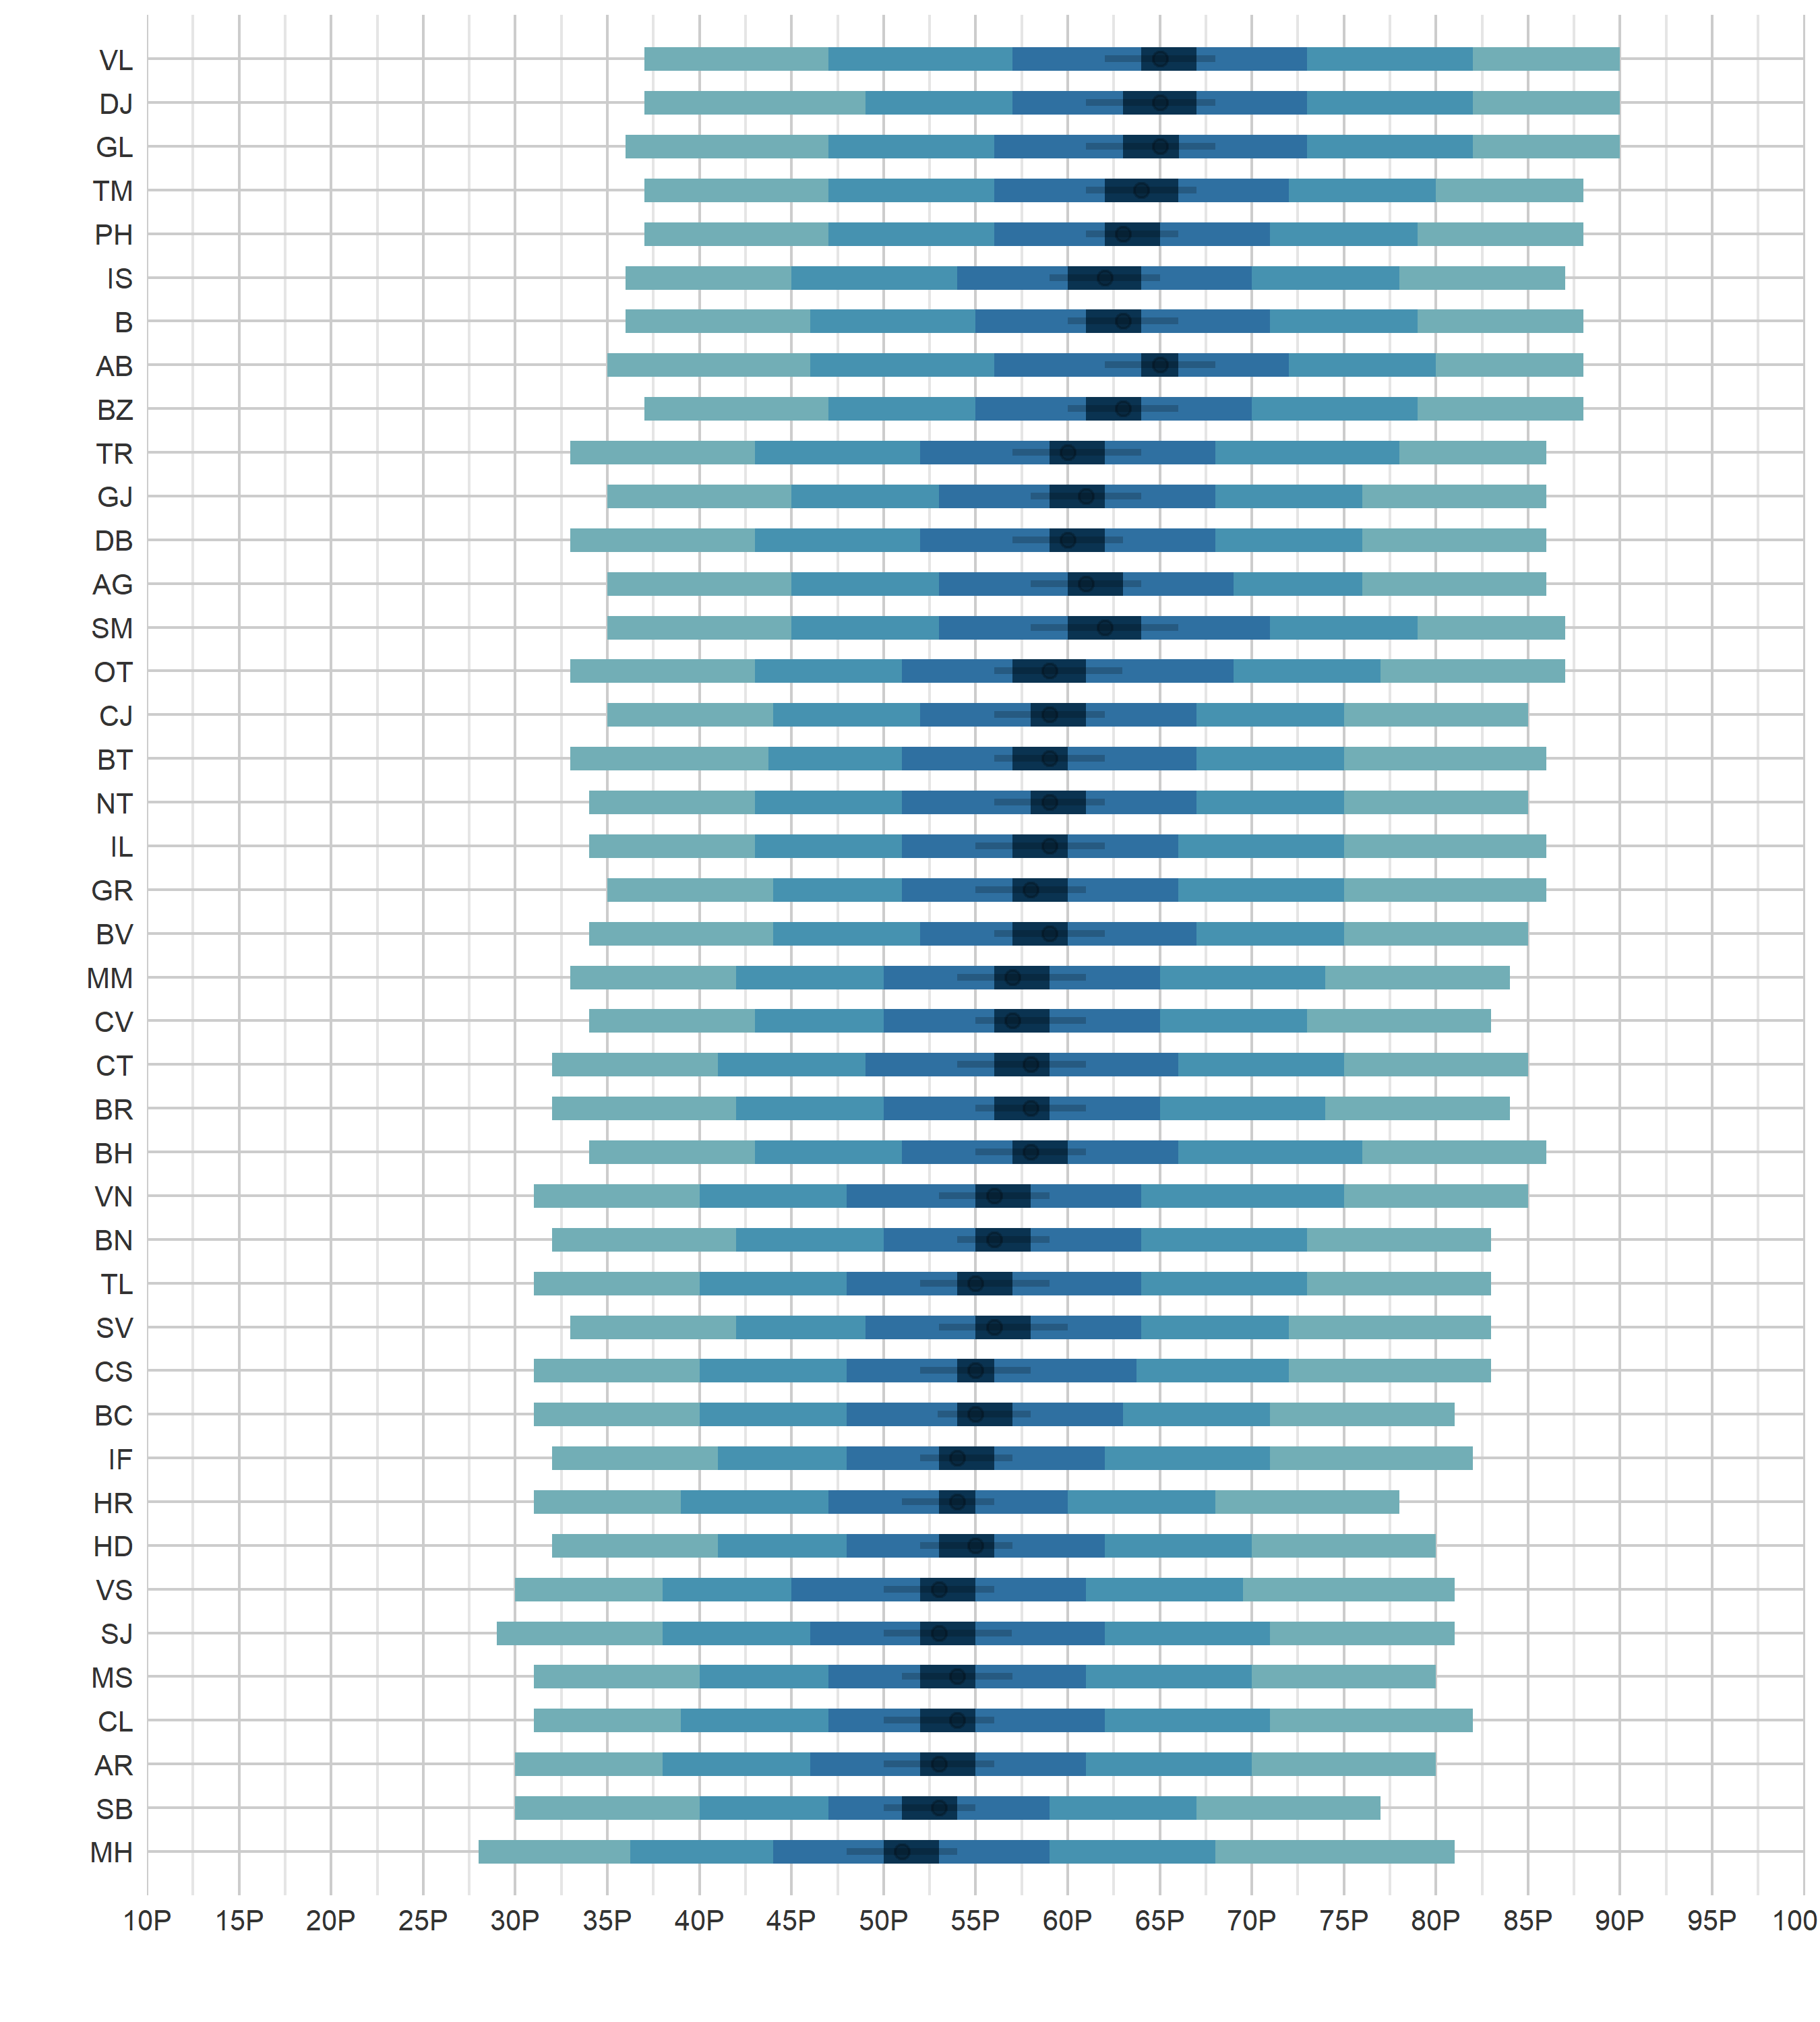 VL
DJ
GL
TM
PH
IS
B
AB
BZ
TR
GJ
DB
AG
SM
OT
CJ
BT
NT
IL
GR
BV
MM
CV
CT
BR
BH
VN
BN
TL
SV
CS
BC
IF
HR
HD
VS
SJ
MS
CL
AR
SB
MH
10P 15P 20P 25P 30P 35P 40P 45P 50P 55P 60P 65P 70P 75P 80P 85P 90P 95P 100